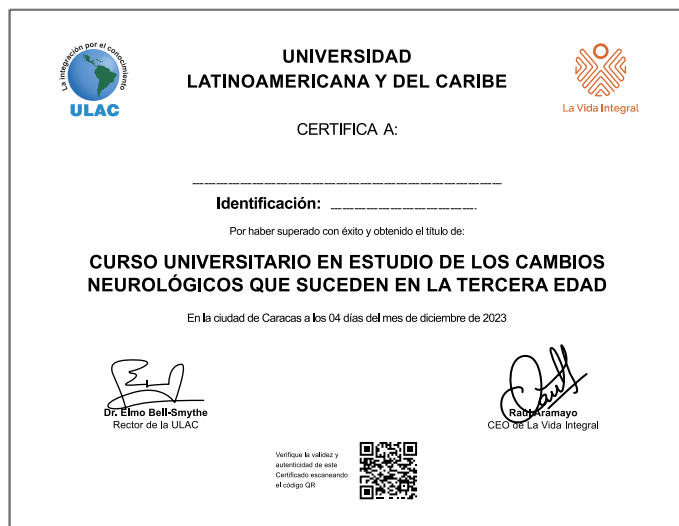 La integración por el conocimiento
ULAC
UNIVERSIDAD
LATINOAMERICANA Y DEL CARIBE
La Vida Integral
CERTIFICA A:
Identificación:
Por haber superado con éxito y obtenido el título de:
CURSO UNIVERSITARIO EN ESTUDIO DE LOS CAMBIOS
NEUROLÓGICOS QUE SUCEDEN EN LA TERCERA EDAD
En la ciudad de Caracas a los 04 días del mes de diciembre de 2023
Dr. Elmo Bell-Smythe
Rector de la ULAC
Raúl Aramayo
CEO de La Vida Integral
Verifique la validez y
autenticidad de este
Certificado escaneando
el código QR